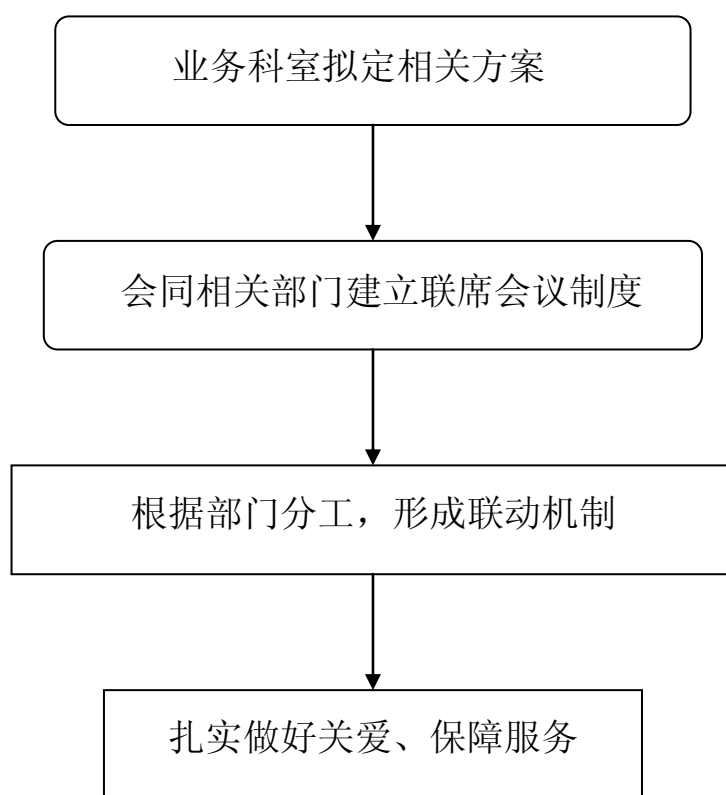 业务科室拟定相关方案
会同相关部门建立联席会议制度
根据部门分工，形成联动机制
扎实做好关爱、保障服务